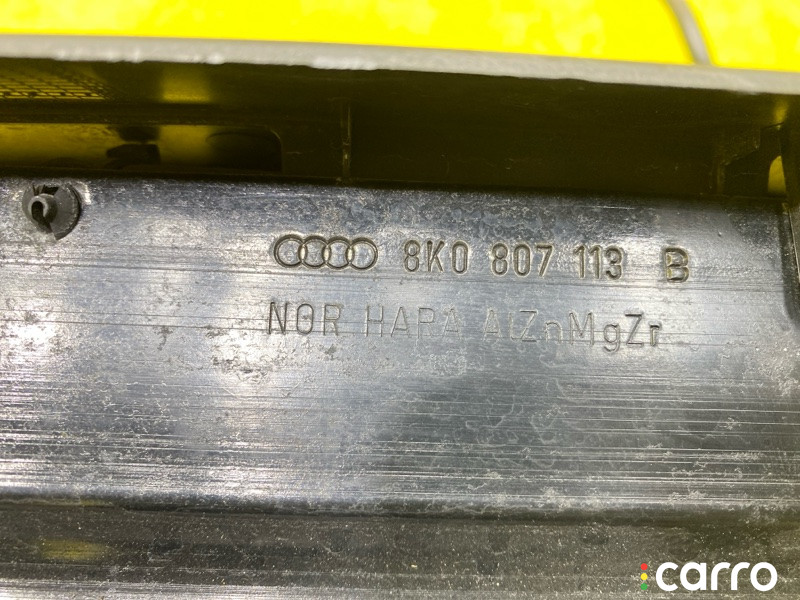 8K0 807 113 B
NOR HAPA AlZnMgZr
carro